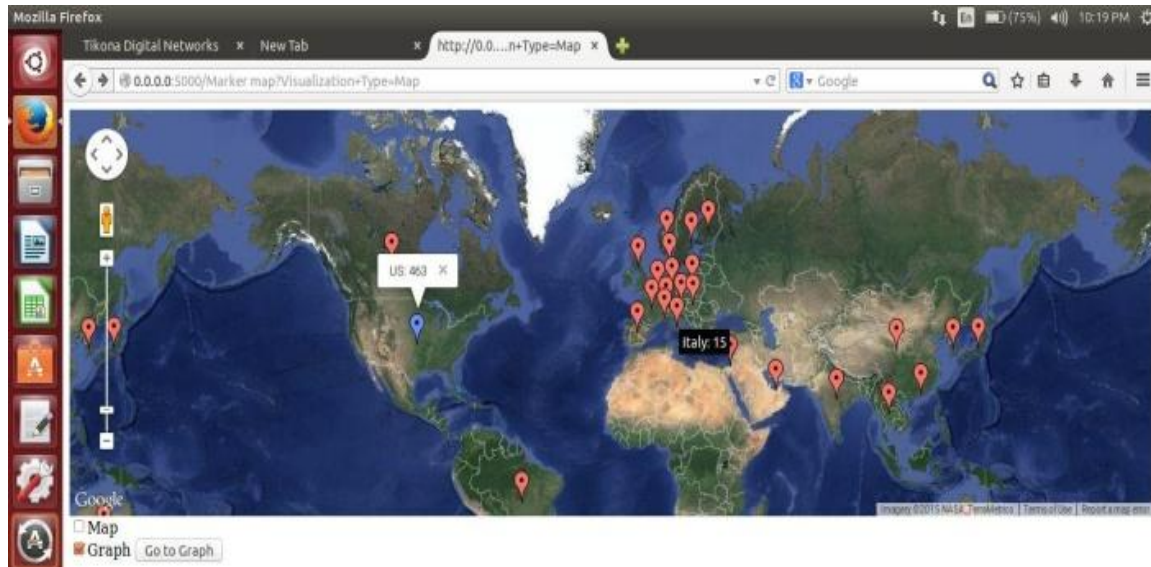 Mozilla Firefox
En (75%) 10:19 PM
Tikona Digital Networks × New Tab × http://0.0....n+Type=Map ×
0.0.0.0:5000/Marker map?Visualization+Type=Map
Google
US: 463 ×
Italy: 15
Google
Imagery ©2015 NASA, TerraMetrics | Terms of Use | Report a map error
Map
Graph Go to Graph